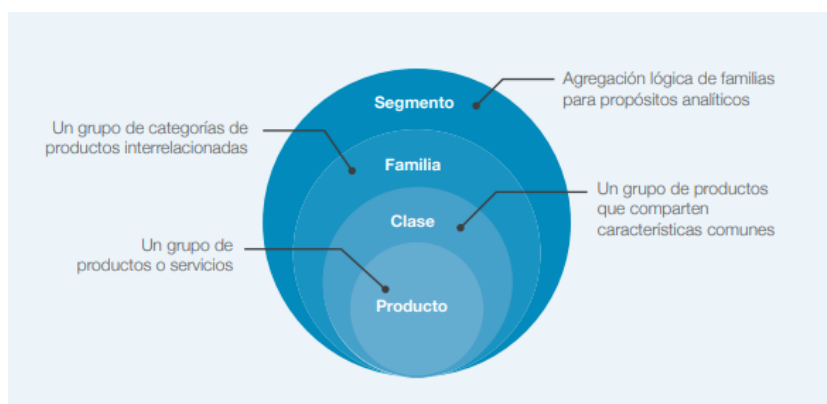 Segmento
Agregación lógica de familias
para propósitos analíticos
Un grupo de categorías de
productos interrelacionadas
Familia
Un grupo de productos
que comparten
características comunes
Clase
Un grupo de
productos o servicios
Producto